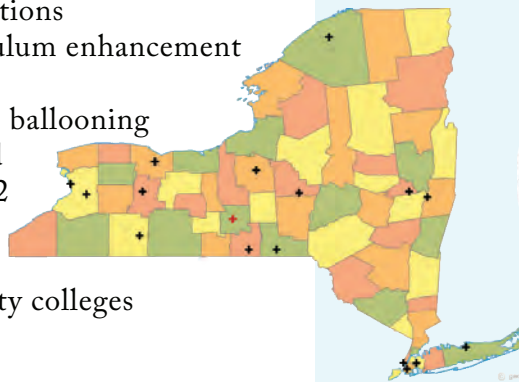 tions
ulum enhancement
ballooning
2
ty colleges